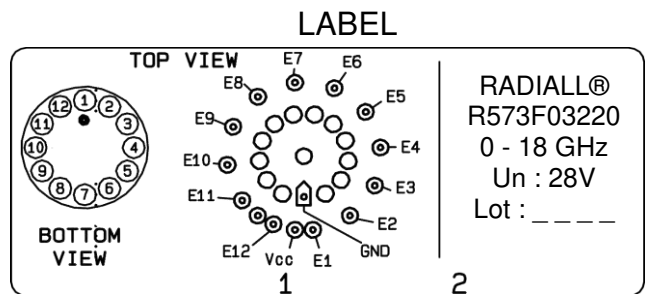 LABEL
TOP VIEW
E7
E6
E8
E5
E9
E4
E10
E3
E11
E2
E12
Vcc
E1
GND
1
12
2
11
3
10
4
9
5
8
7
6
BOTTOM
VIEW
RADIALL®
R573F03220
0 - 18 GHz
Un : 28V
Lot : _ _ _ _
1
2